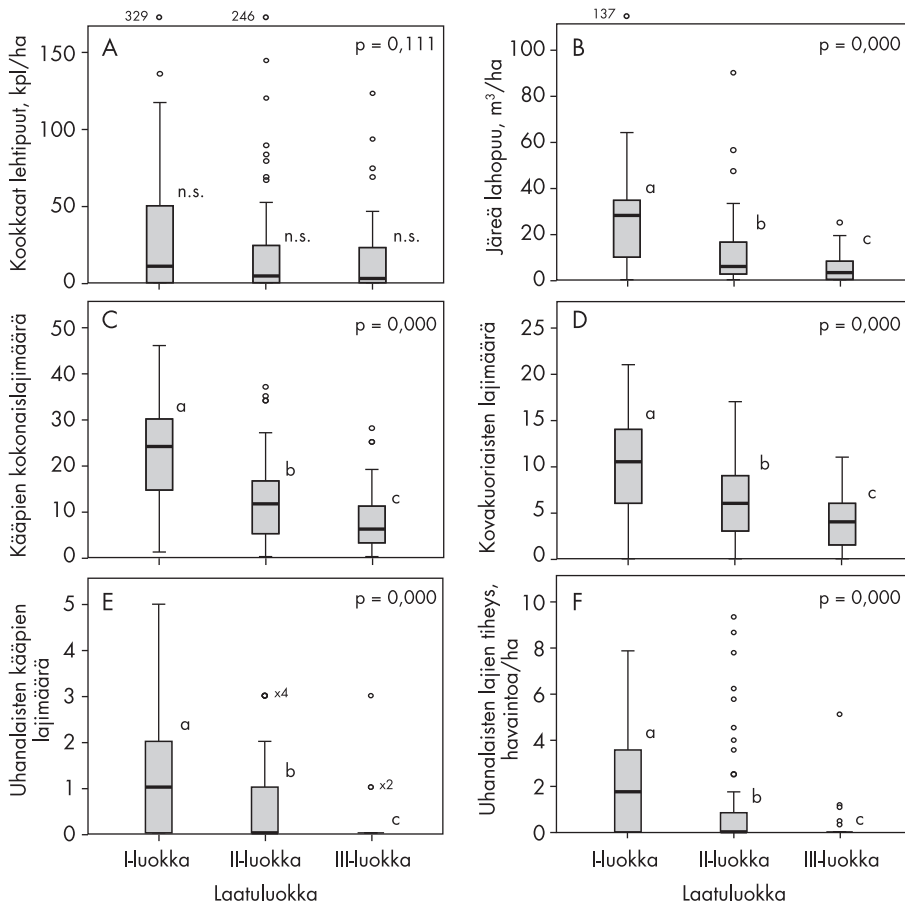 329
246
A
p = 0,111
Kookkaat lehtipuut, kpl/ha
150
100
50
0
n.s.
n.s.
n.s.
137
B
p = 0,000
Järeä lahopuu, m³/ha
100
80
60
40
20
0
a
b
c
C
p = 0,000
Kääpien kokonaislajimäärä
50
40
30
20
10
0
a
b
c
D
p = 0,000
Kovakuoriaisten lajimäärä
25
20
15
10
5
0
a
b
c
E
p = 0,000
Uhanalaisten kääpien
lajimäärä
5
4
3
2
1
0
a
x4
b
x2
c
I-luokka
II-luokka
III-luokka
Laatuluokka
F
p = 0,000
Uhanalaisten lajien tiheys,
havaintoa/ha
10
8
6
4
2
0
a
b
c
I-luokka
II-luokka
III-luokka
Laatuluokka